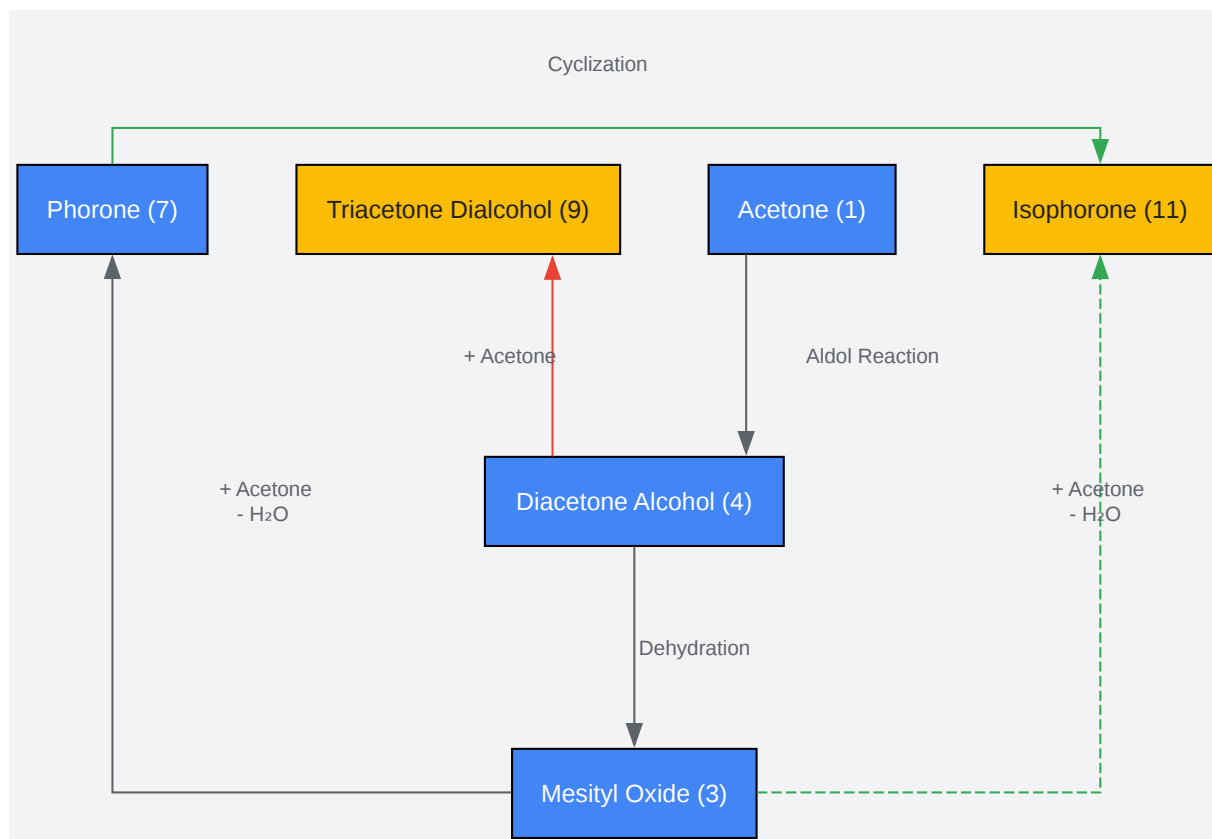 Cyclization
Phorone (7)
Triacetone Dialcohol (9)
Acetone (1)
Isophorone (11)
+ Acetone
Aldol Reaction
+ Acetone
- H₂O
Diacetone Alcohol (4)
+ Acetone
- H₂O
Dehydration
Mesityl Oxide (3)